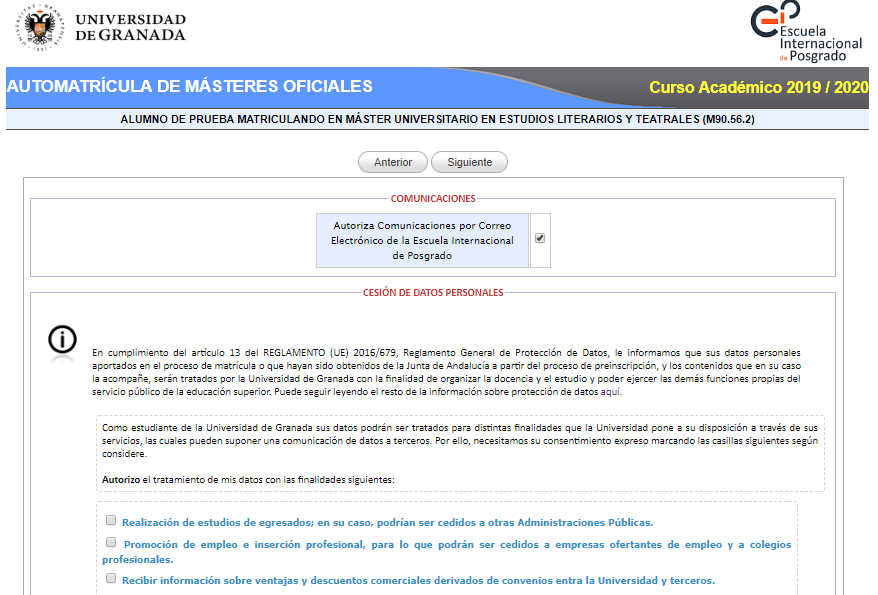 UNIVERSIDAD
DE GRANADA
Escuela
Internacional
de Posgrado
AUTOMATRÍCULA DE MÁSTERES OFICIALES
Curso Académico 2019 / 2020
ALUMNO DE PRUEBA MATRICULANDO EN MÁSTER UNIVERSITARIO EN ESTUDIOS LITERARIOS Y TEATRALES (M90.56.2)
Anterior Siguiente
COMUNICACIONES
Autoriza Comunicaciones por Correo
Electrónico de la Escuela Internacional
de Posgrado
CESIÓN DE DATOS PERSONALES
En cumplimiento del artículo 13 del REGLAMENTO (UE) 2016/679, Reglamento General de Protección de Datos, le informamos que sus datos personales
aportados en el proceso de matrícula o que hayan sido obtenidos de la Junta de Andalucía a partir del proceso de preinscripción, y los contenidos que en su caso
la acompañe, serán tratados por la Universidad de Granada con la finalidad de organizar la docencia y el estudio y poder ejercer las demás funciones propias del
servicio público de la educación superior. Puede seguir leyendo el resto de la información sobre protección de datos aquí.
Como estudiante de la Universidad de Granada sus datos podrán ser tratados para distintas finalidades que la Universidad pone a su disposición a través de sus
servicios, las cuales pueden suponer una comunicación de datos a terceros. Por ello, necesitamos su consentimiento expreso marcando las casillas siguientes según
considere.
Autorizo el tratamiento de mis datos con las finalidades siguientes:
Realización de estudios de egresados; en su caso, podrían ser cedidos a otras Administraciones Públicas.
Promoción de empleo e inserción profesional, para lo que podrán ser cedidos a empresas ofertantes de empleo y a colegios
profesionales.
Recibir información sobre ventajas y descuentos comerciales derivados de convenios entra la Universidad y terceros.